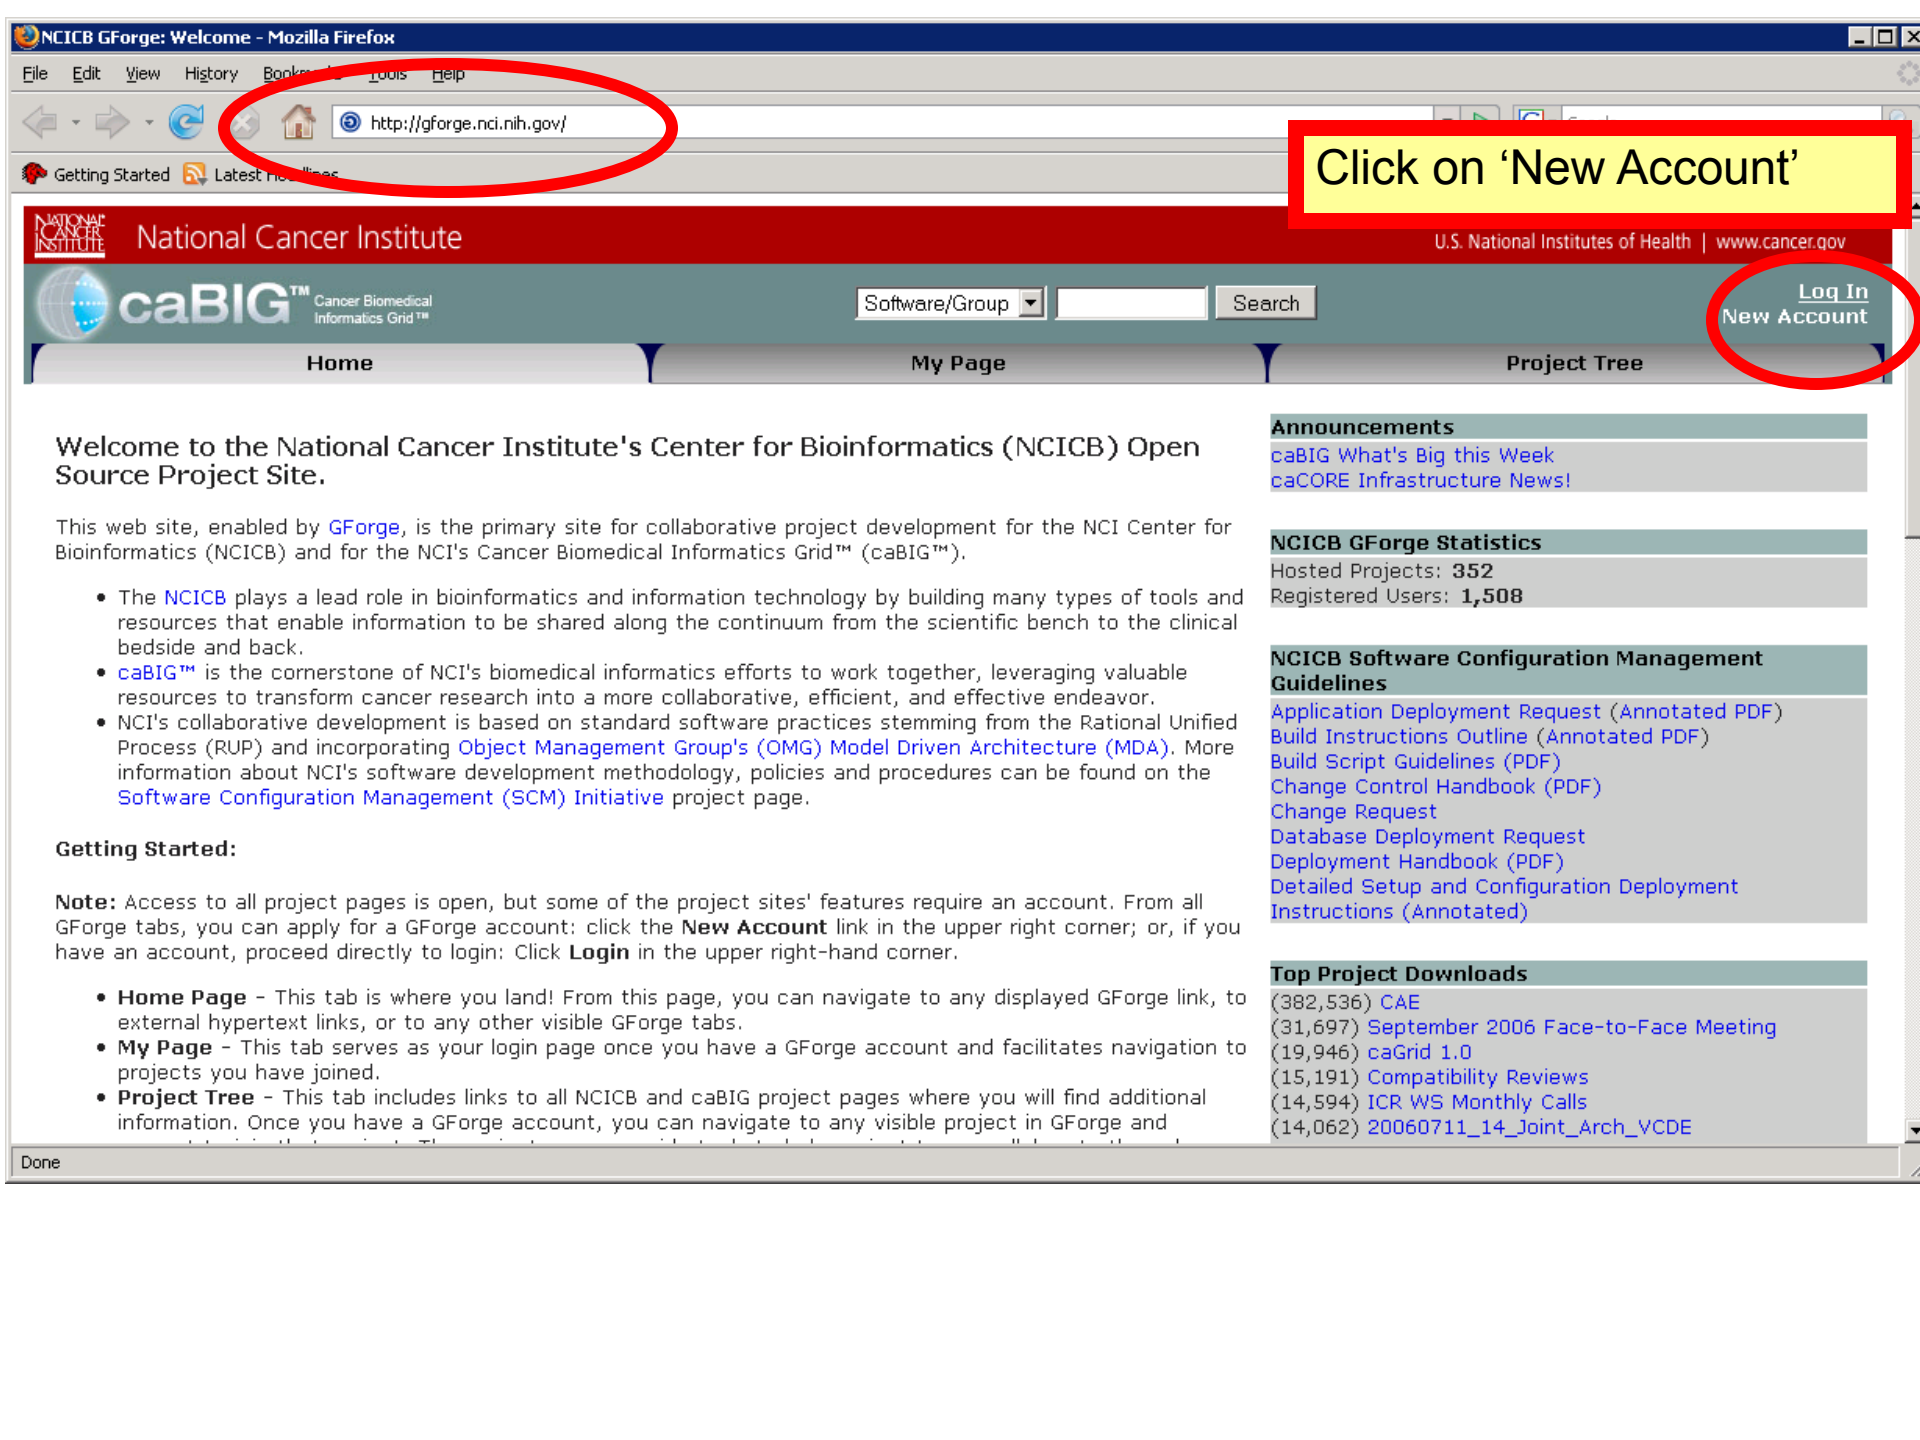 NCICB GForge: Welcome - Mozilla Firefox
File Edit View History Tools Help
http://gforge.nci.nih.gov/
Click on ‘New Account’
Getting Started Latest
NATIONAL CANCER INSTITUTE
National Cancer Institute
U.S. National Institutes of Health | www.cancer.gov
caBIG™ Cancer Biomedical Informatics Grid™
Software/Group Search
Log In
New Account
Home My Page Project Tree
Welcome to the National Cancer Institute's Center for Bioinformatics (NCICB) Open
Source Project Site.
This web site, enabled by GForge, is the primary site for collaborative project development for the NCI Center for
Bioinformatics (NCICB) and for the NCI's Cancer Biomedical Informatics Grid™ (caBIG™).
• The NCICB plays a lead role in bioinformatics and information technology by building many types of tools and
resources that enable information to be shared along the continuum from the scientific bench to the clinical
bedside and back.
• caBIG™ is the cornerstone of NCI's biomedical informatics efforts to work together, leveraging valuable
resources to transform cancer research into a more collaborative, efficient, and effective endeavor.
• NCI's collaborative development is based on standard software practices stemming from the Rational Unified
Process (RUP) and incorporating Object Management Group's (OMG) Model Driven Architecture (MDA). More
information about NCI's software development methodology, policies and procedures can be found on the
Software Configuration Management (SCM) Initiative project page.
Getting Started:
Note: Access to all project pages is open, but some of the project sites' features require an account. From all
GForge tabs, you can apply for a GForge account: click the New Account link in the upper right corner; or, if you
have an account, proceed directly to login: Click Login in the upper right-hand corner.
• Home Page - This tab is where you land! From this page, you can navigate to any displayed GForge link, to
external hypertext links, or to any other visible GForge tabs.
• My Page - This tab serves as your login page once you have a GForge account and facilitates navigation to
projects you have joined.
• Project Tree - This tab includes links to all NCICB and caBIG project pages where you will find additional
information. Once you have a GForge account, you can navigate to any visible project in GForge and
Announcements
caBIG What's Big this Week
caCORE Infrastructure News!
NCICB GForge Statistics
Hosted Projects: 352
Registered Users: 1,508
NCICB Software Configuration Management
Guidelines
Application Deployment Request (Annotated PDF)
Build Instructions Outline (Annotated PDF)
Build Script Guidelines (PDF)
Change Control Handbook (PDF)
Change Request
Database Deployment Request
Deployment Handbook (PDF)
Detailed Setup and Configuration Deployment
Instructions (Annotated)
Top Project Downloads
(382,536) CAE
(31,697) September 2006 Face-to-Face Meeting
(19,946) caGrid 1.0
(15,191) Compatibility Reviews
(14,594) ICR WS Monthly Calls
(14,062) 20060711_14_Joint_Arch_VCDE
Done